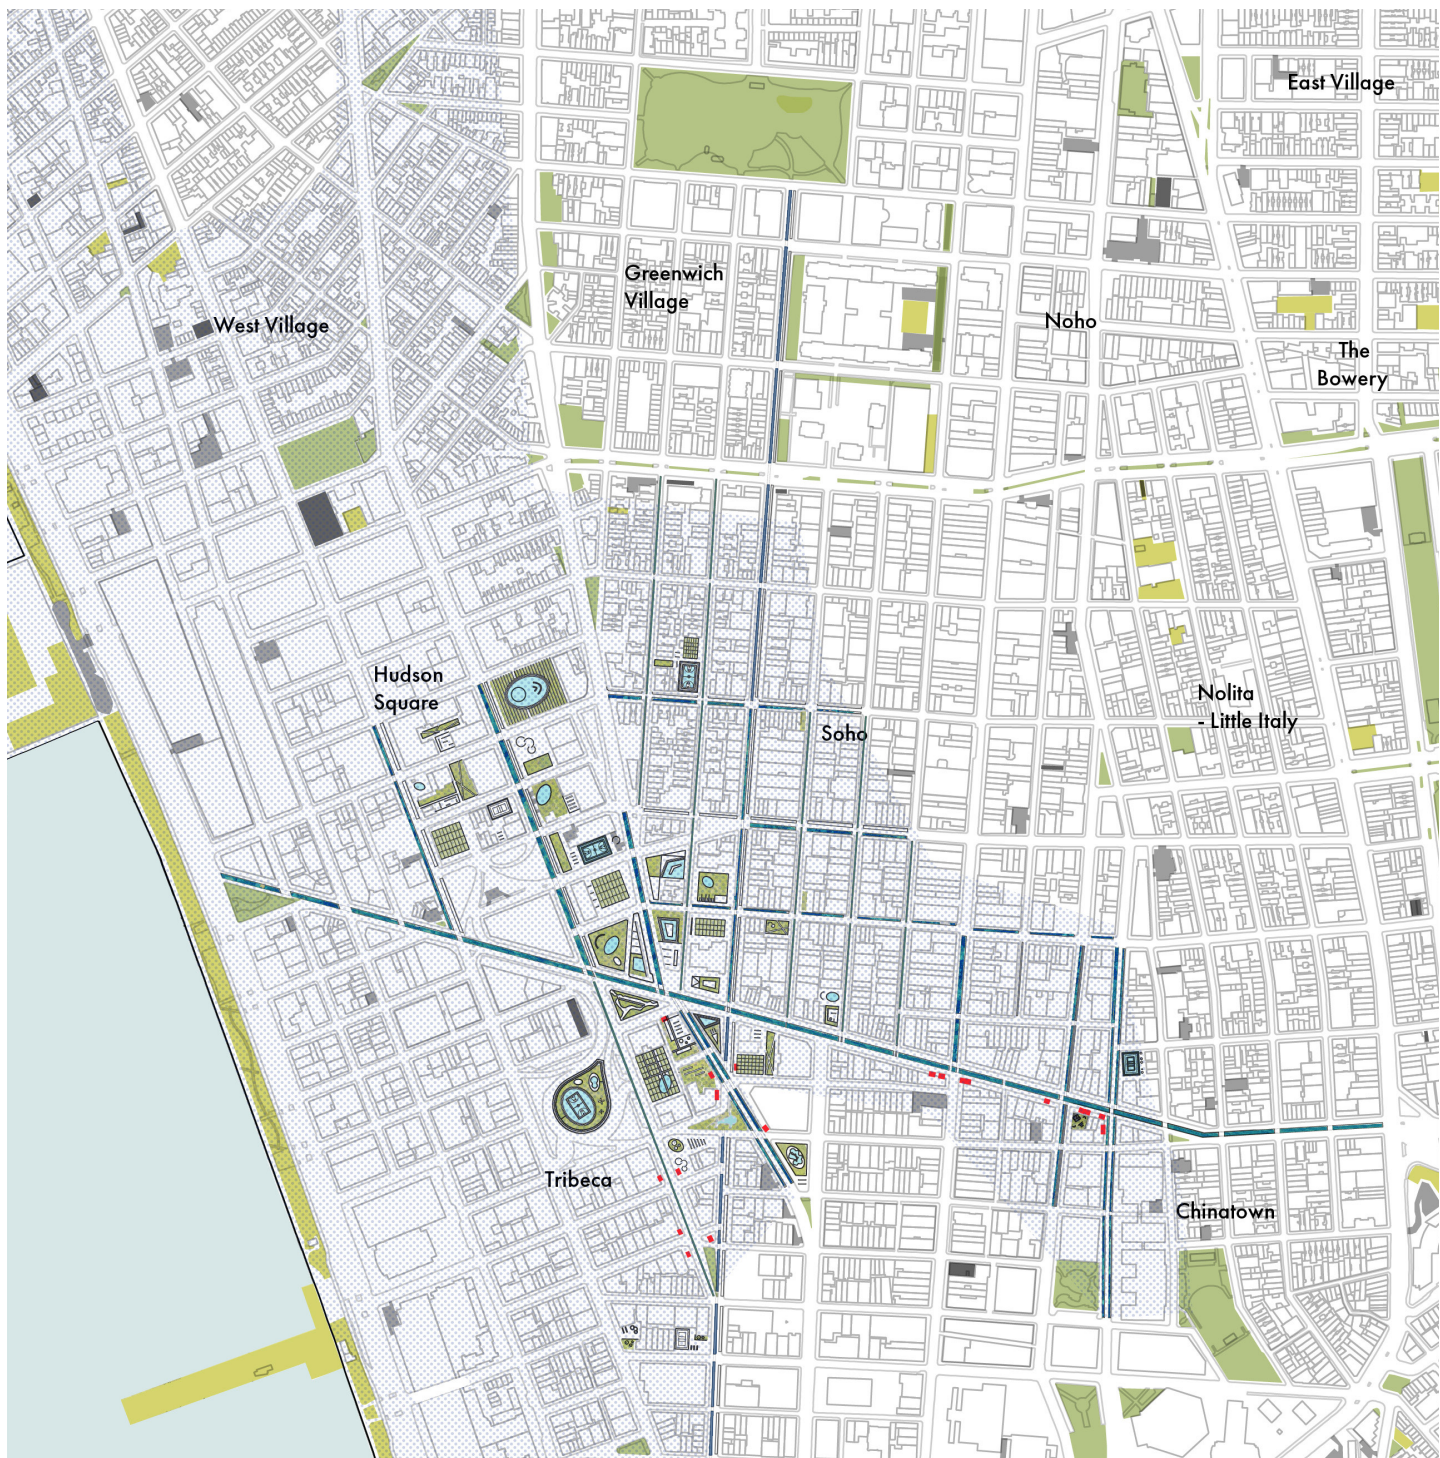 East Village
Greenwich
Village
West Village
Noho
The
Bowery
Hudson
Square
Nolita
- Little Italy
Soho
Tribeca
Chinatown